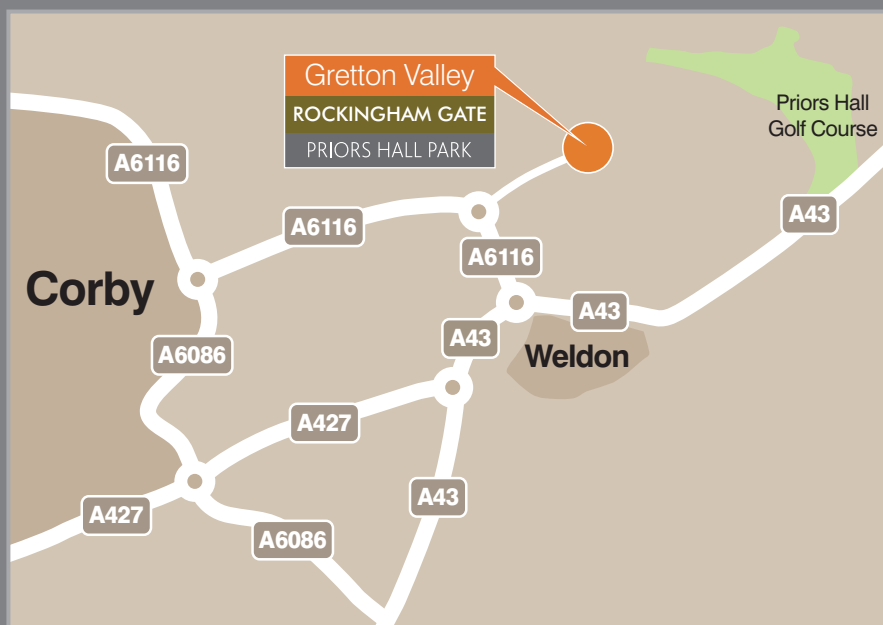 Gretton Valley
ROCKINGHAM GATE
PRIORS HALL PARK
Priors Hall
Golf Course
A6116
A6116
A43
A6116
Corby
A43
A43
Weldon
A6086
A427
A43
A427
A6086